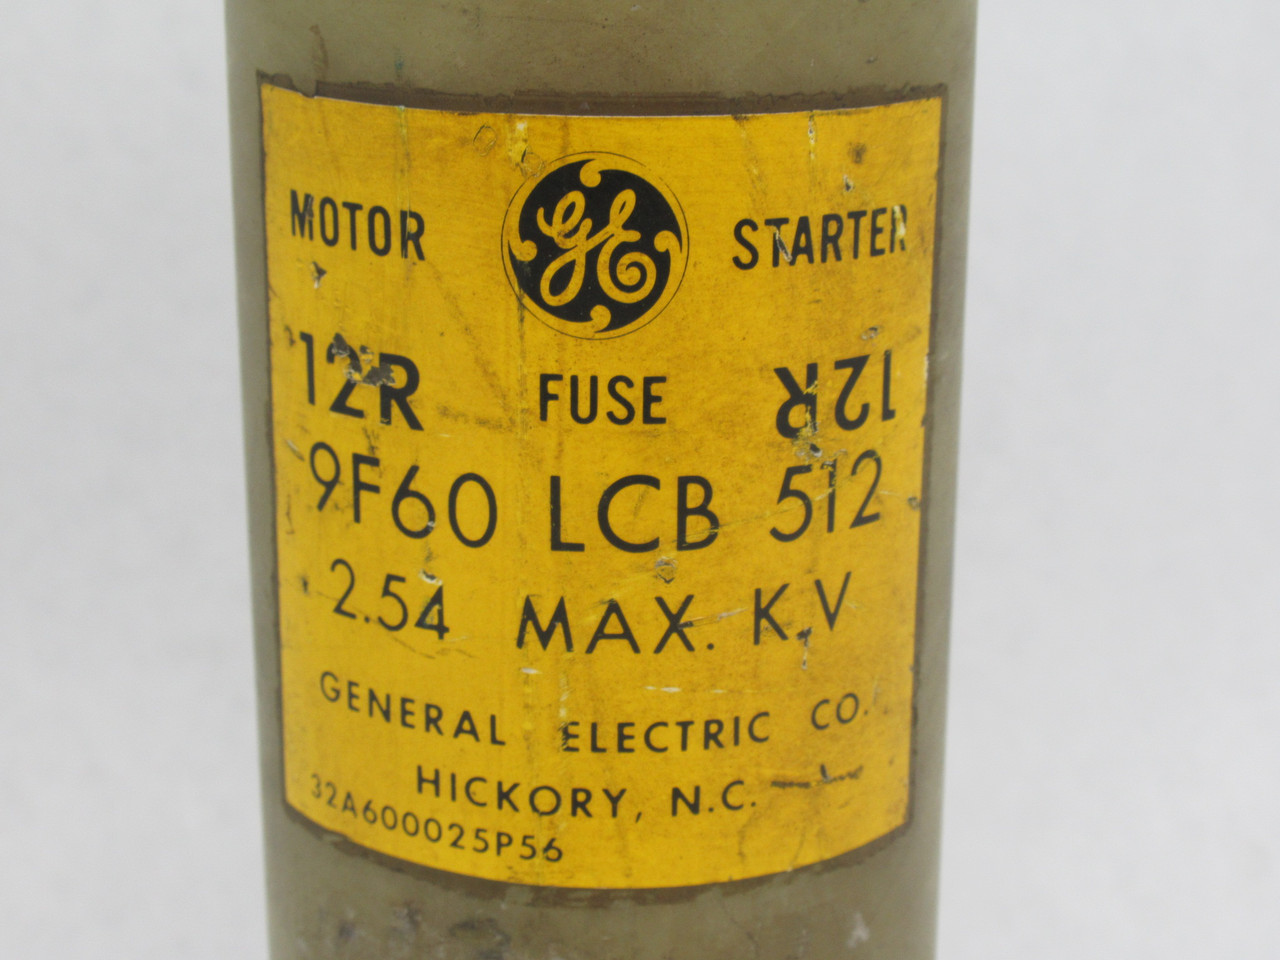 MOTOR GE STARTER
12R FUSE 12R
9F60 LCB 512
2.54 MAX. K.V
GENERAL ELECTRIC CO.
HICKORY, N.C.
32A600025P56